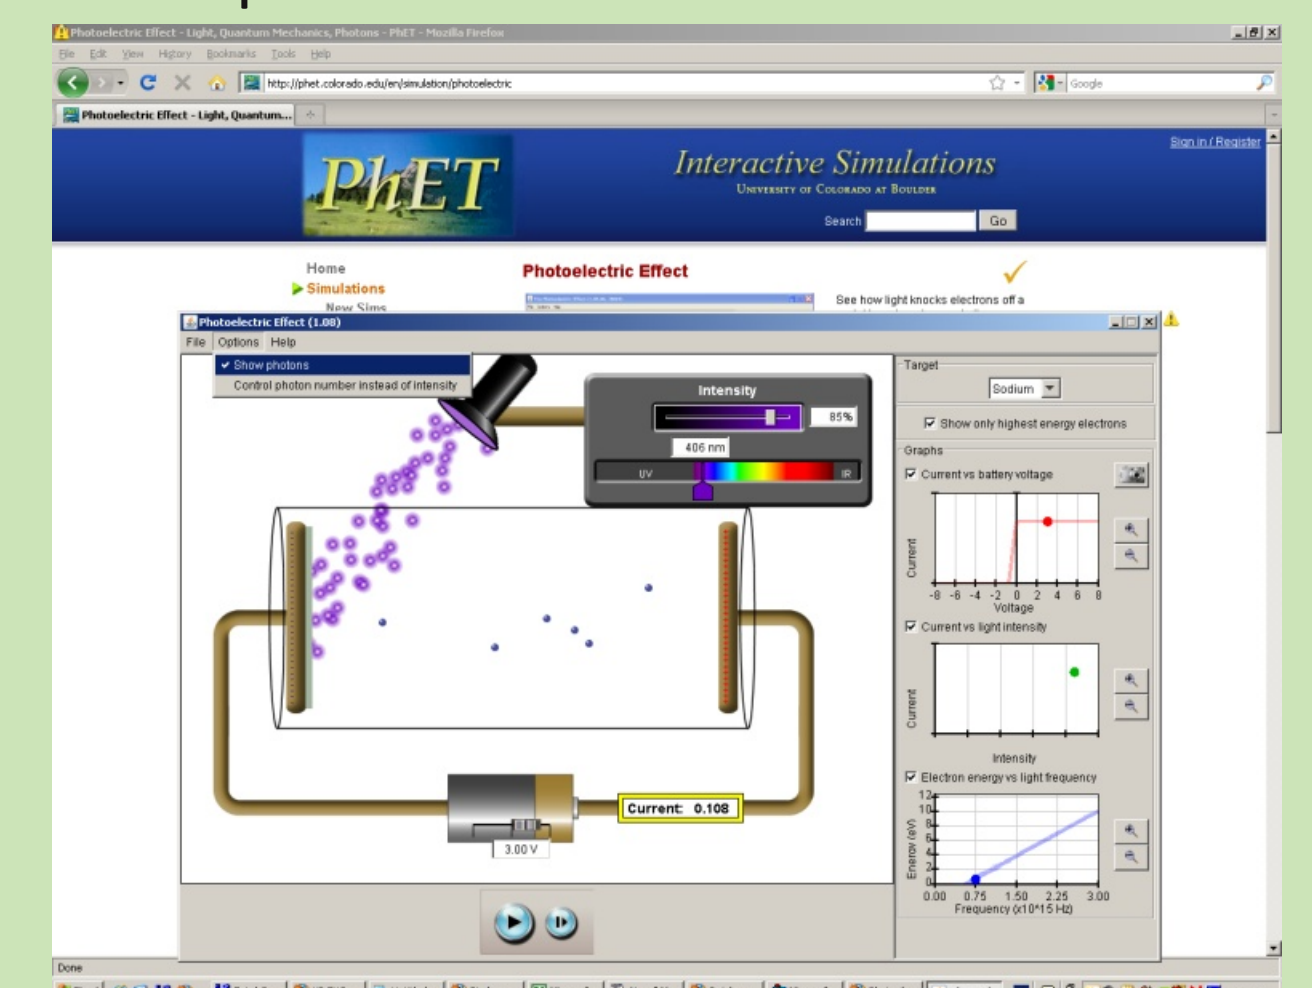 Photoelectric Effect - Light, Quantum Mechanics, Photons - PhET - Mozilla Firefox
File Edit View History Bookmarks Tools Help
http://phet.colorado.edu/en/simulation/photoelectric
Google
Photoelectric Effect - Light, Quantum...
Sign in / Register
PhET
Interactive Simulations
University of Colorado at Boulder
Search
Go
Home
Simulations
New Sims
Photoelectric Effect
See how light knocks electrons off a
Photoelectric Effect (1.08)
File Options Help
Show photons
Control photon number instead of intensity
Intensity
85%
406 nm
UV
IR
Current: 0.108
3.00 V
Target
Sodium
Show only highest energy electrons
Graphs
Current vs battery voltage
Current
-8 -6 -4 -2 0 2 4 6 8
Voltage
Current vs light intensity
Current
Intensity
Electron energy vs light frequency
Energy (eV)
12
10
8
6
4
2
0
0.00 0.75 1.50 2.25 3.00
Frequency (x10^15 Hz)
Done